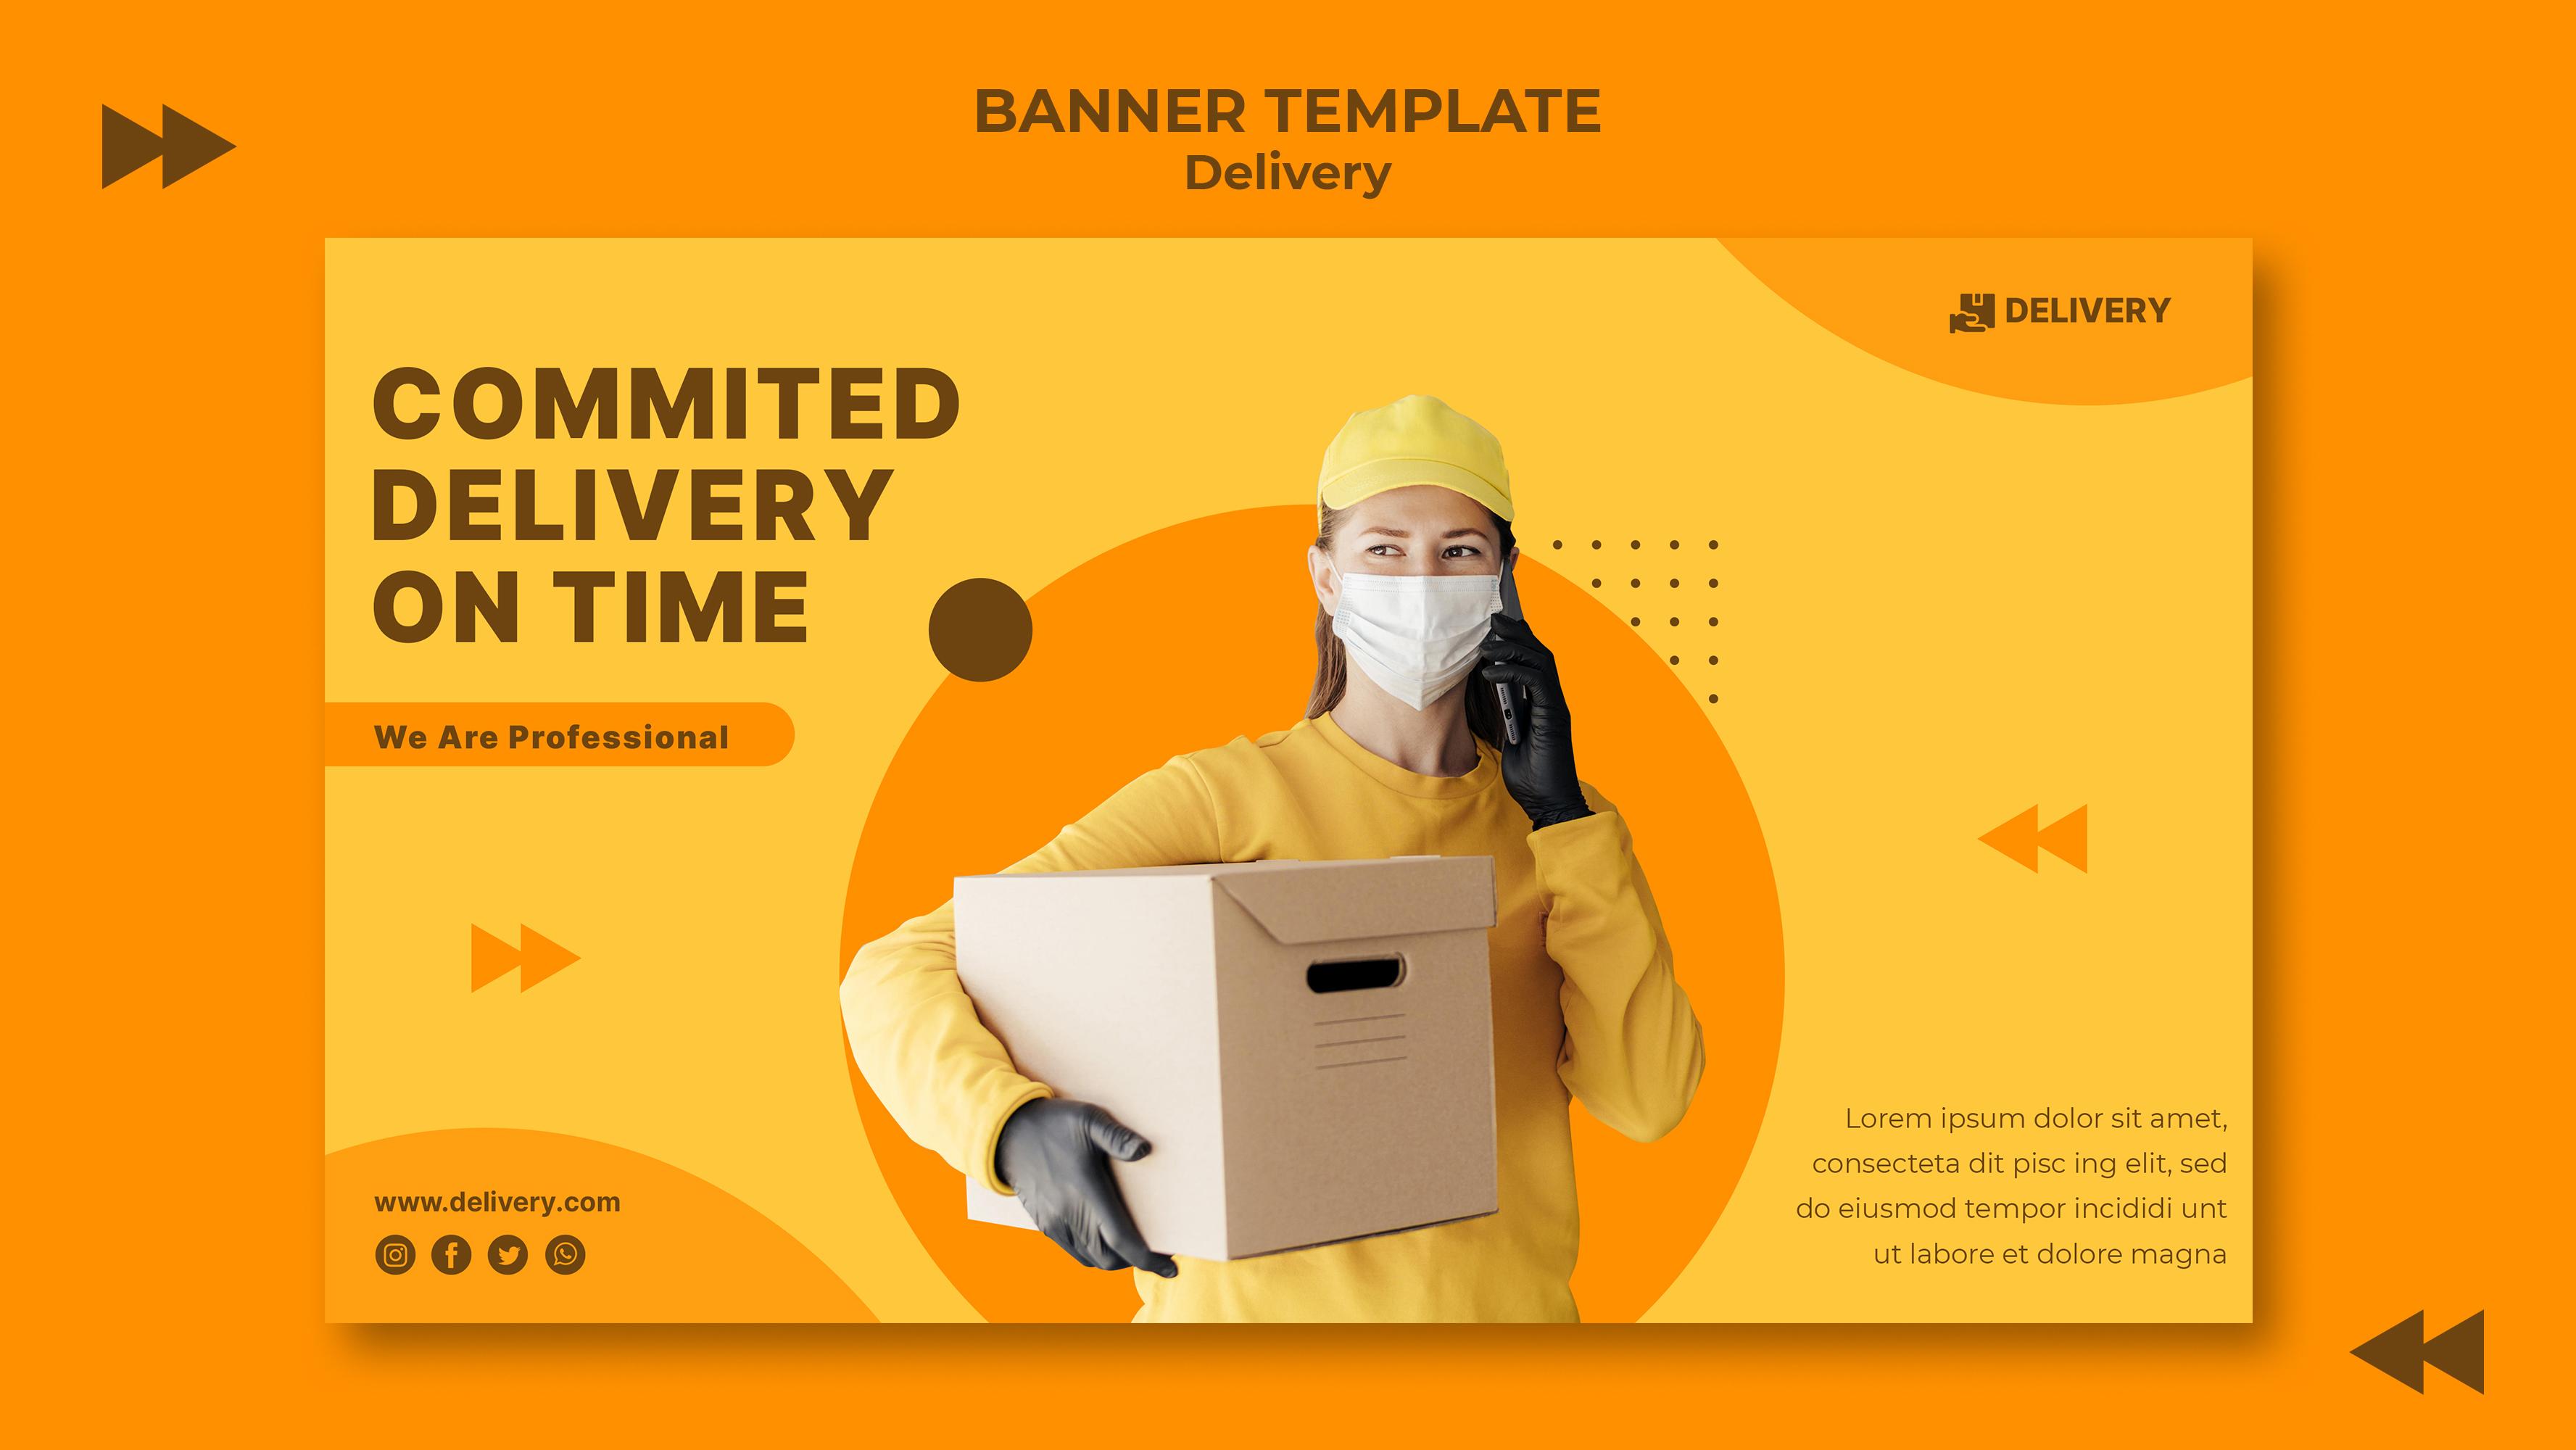 BANNER TEMPLATE
Delivery
DELIVERY
COMMITED
DELIVERY
ON TIME
We Are Professional
www.delivery.com
Lorem ipsum dolor sit amet,
consecteta dit pisc ing elit, sed
do eiusmod tempor incididi unt
ut labore et dolore magna